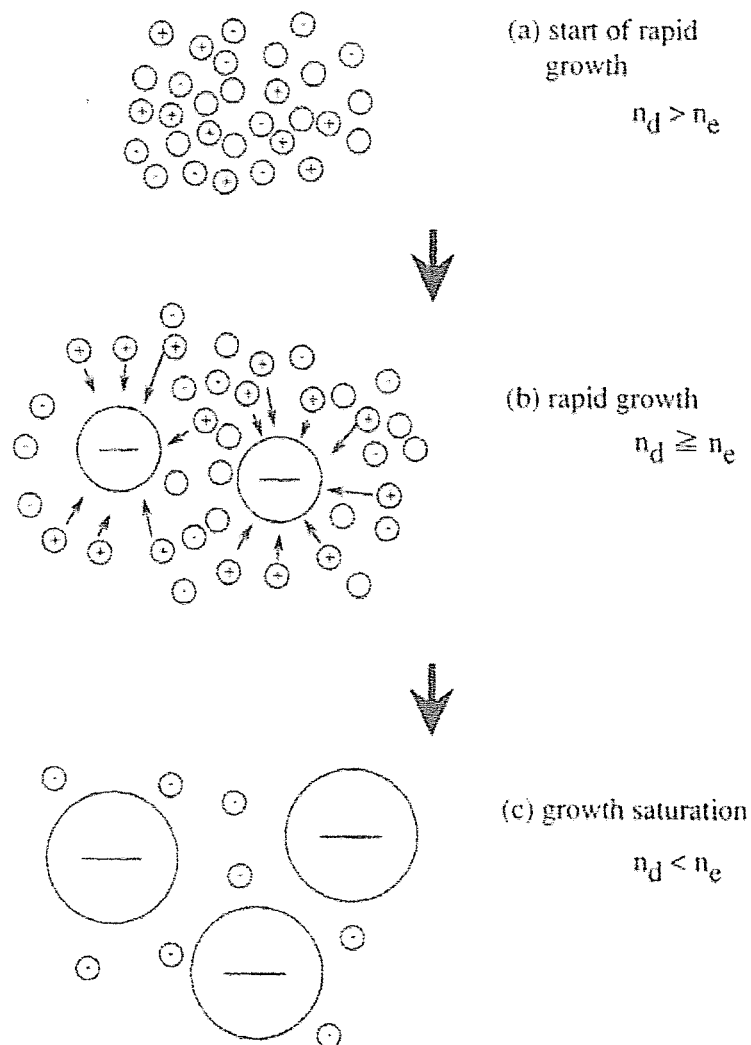 (a) start of rapid
growth
n_d > n_e
(b) rapid growth
n_d ≧ n_e
(c) growth saturation
n_d < n_e